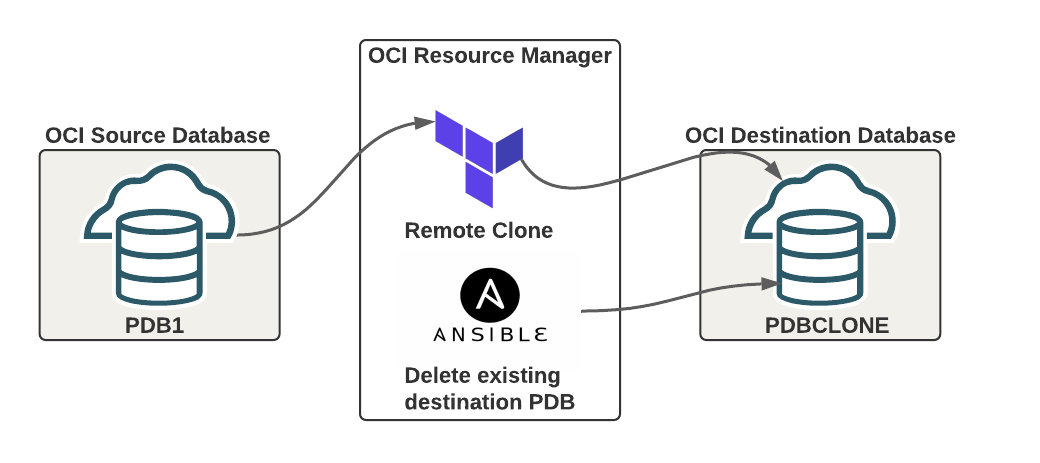 OCI Resource Manager
OCI Source Database
OCI Destination Database
Remote Clone
ANSIBLE
PDB1
PDBCLONE
Delete existing
destination PDB